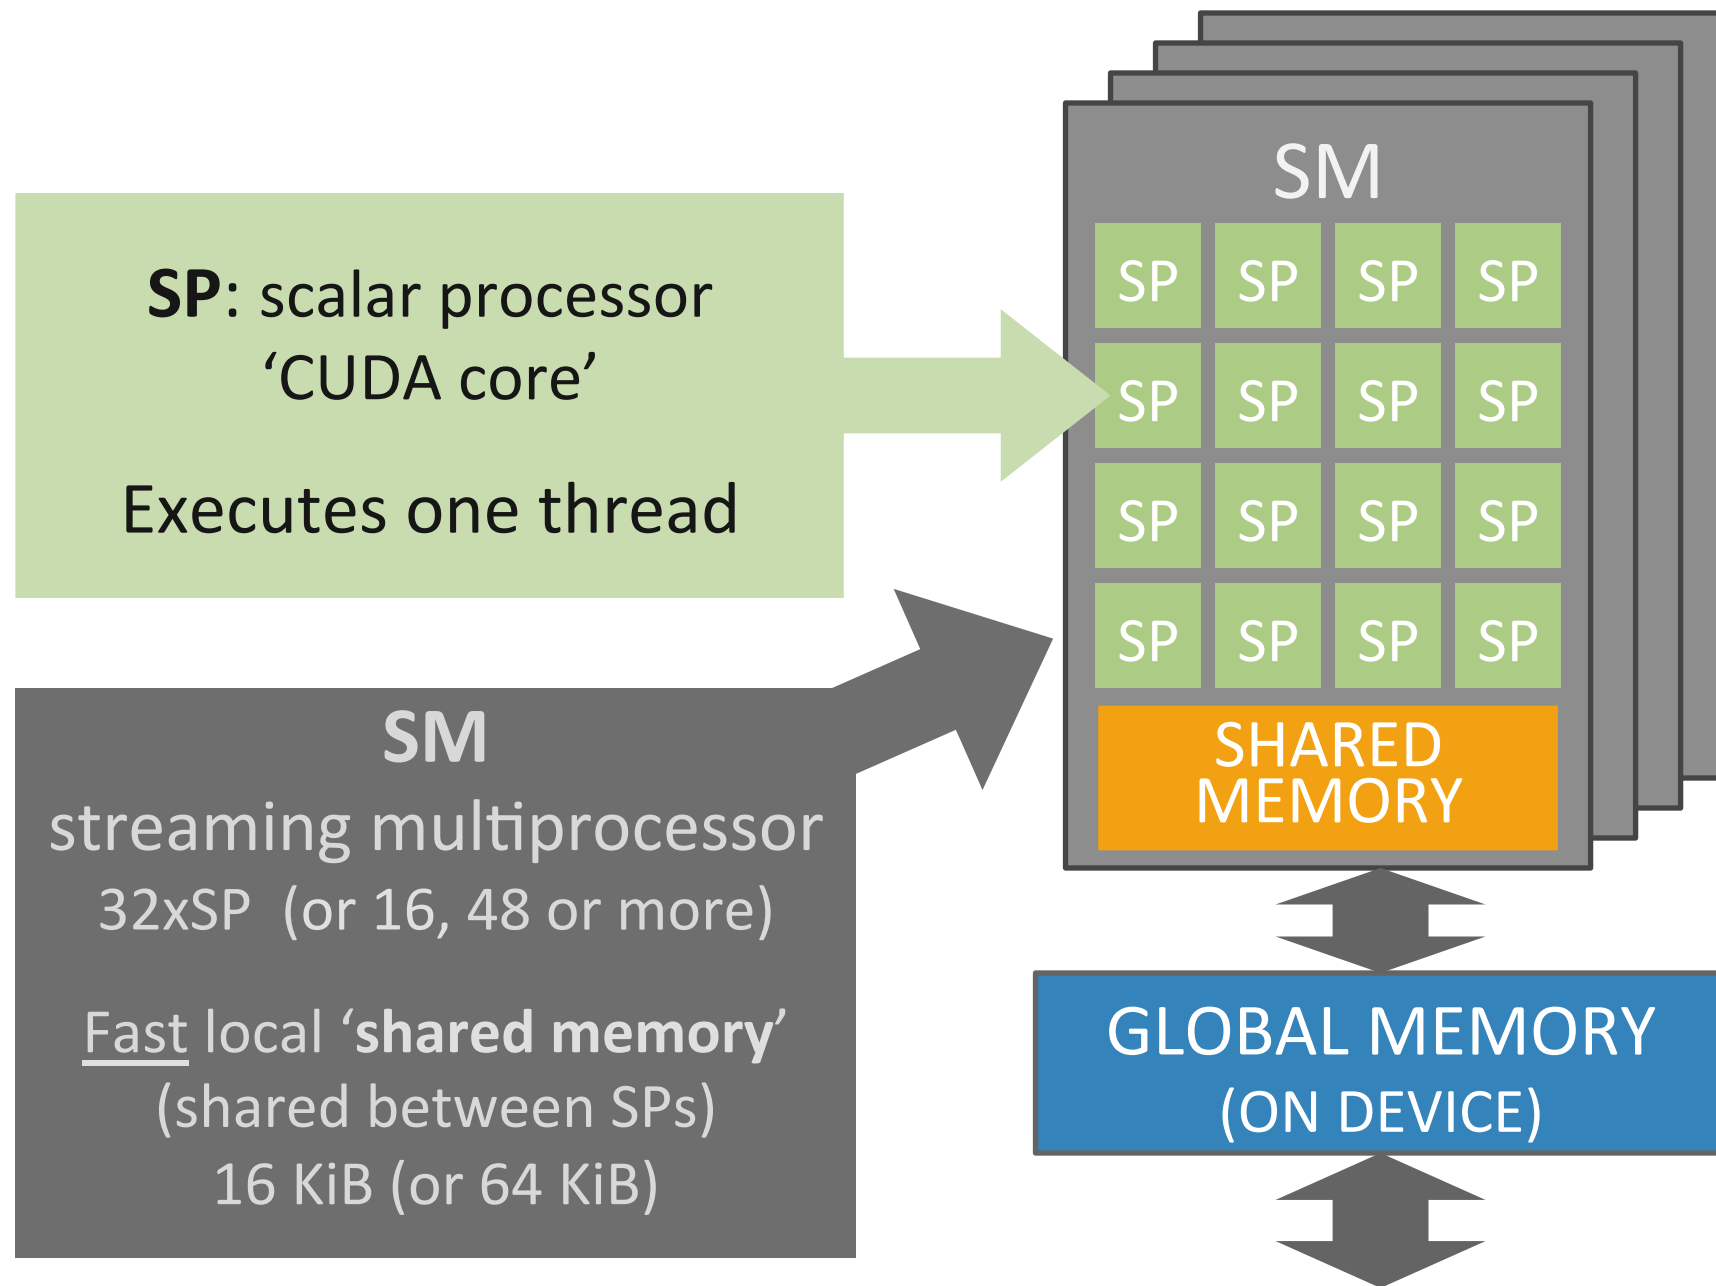 SP: scalar processor
‘CUDA core’
Executes one thread
SM
streaming multiprocessor
32xSP (or 16, 48 or more)
Fast local ‘shared memory’
(shared between SPs)
16 KiB (or 64 KiB)
SM
SP SP SP SP
SP SP SP SP
SP SP SP SP
SP SP SP SP
SHARED
MEMORY
GLOBAL MEMORY
(ON DEVICE)